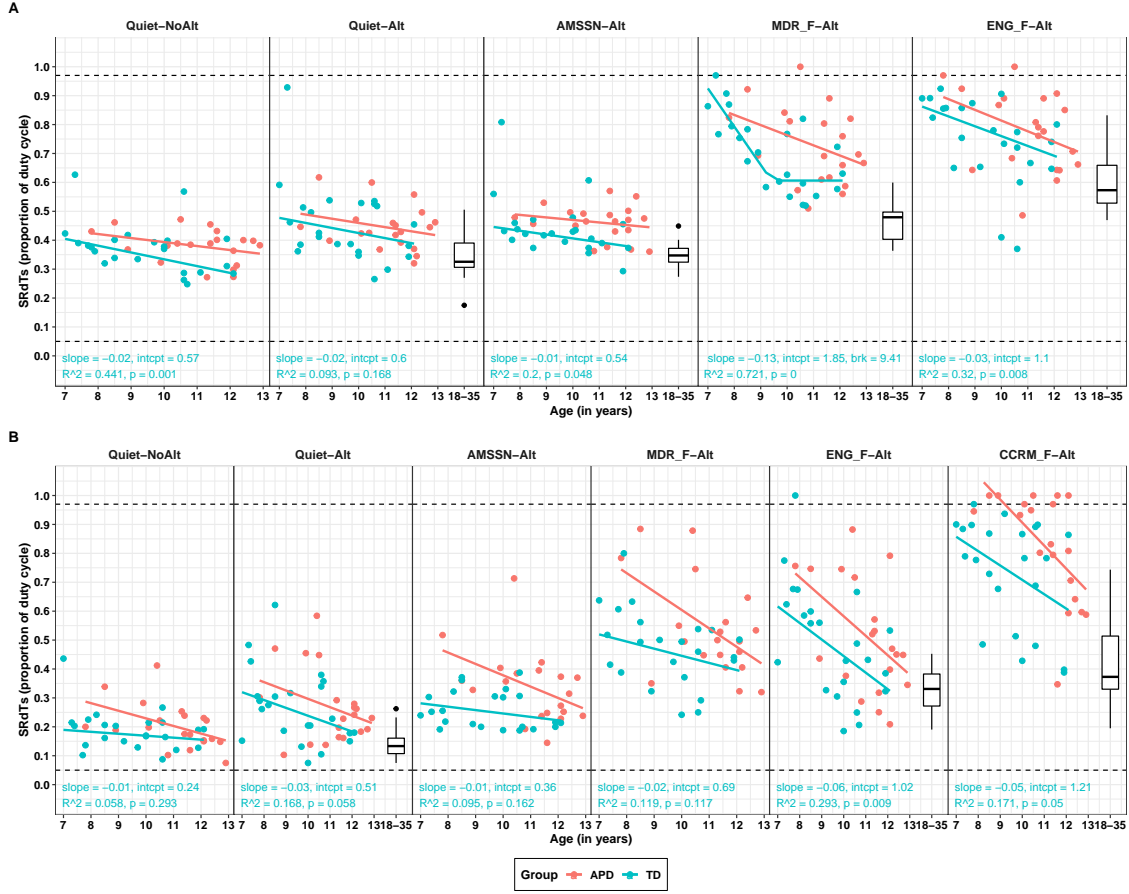 A
Quiet−NoAlt Quiet−Alt AMSSN−Alt MDR_F−Alt ENG_F−Alt
SRdTs (proportion of duty cycle)
1.0
0.9
0.8
0.7
0.6
0.5
0.4
0.3
0.2
0.1
0.0
slope = −0.02, intcpt = 0.57
R^2 = 0.441, p = 0.001
slope = −0.02, intcpt = 0.6
R^2 = 0.093, p = 0.168
slope = −0.01, intcpt = 0.54
R^2 = 0.2, p = 0.048
slope = −0.13, intcpt = 1.85, brk = 9.41
R^2 = 0.721, p = 0
slope = −0.03, intcpt = 1.1
R^2 = 0.32, p = 0.008
7 8 9 10 11 12 13 7 8 9 10 11 12 13 18−35 7 8 9 10 11 12 13 18−35 7 8 9 10 11 12 13 18−35 7 8 9 10 11 12 13 18−35
Age (in years)
B
Quiet−NoAlt Quiet−Alt AMSSN−Alt MDR_F−Alt ENG_F−Alt CCRM_F−Alt
SRdTs (proportion of duty cycle)
1.0
0.9
0.8
0.7
0.6
0.5
0.4
0.3
0.2
0.1
0.0
slope = −0.01, intcpt = 0.24
R^2 = 0.058, p = 0.293
slope = −0.03, intcpt = 0.51
R^2 = 0.168, p = 0.058
slope = −0.01, intcpt = 0.36
R^2 = 0.095, p = 0.162
slope = −0.02, intcpt = 0.69
R^2 = 0.119, p = 0.117
slope = −0.06, intcpt = 1.02
R^2 = 0.293, p = 0.009
slope = −0.05, intcpt = 1.21
R^2 = 0.171, p = 0.05
7 8 9 10 11 12 13 7 8 9 10 11 12 13 18−35 7 8 9 10 11 12 13 7 8 9 10 11 12 13 7 8 9 10 11 12 13 18−35 7 8 9 10 11 12 13 18−35
Age (in years)
Group APD TD